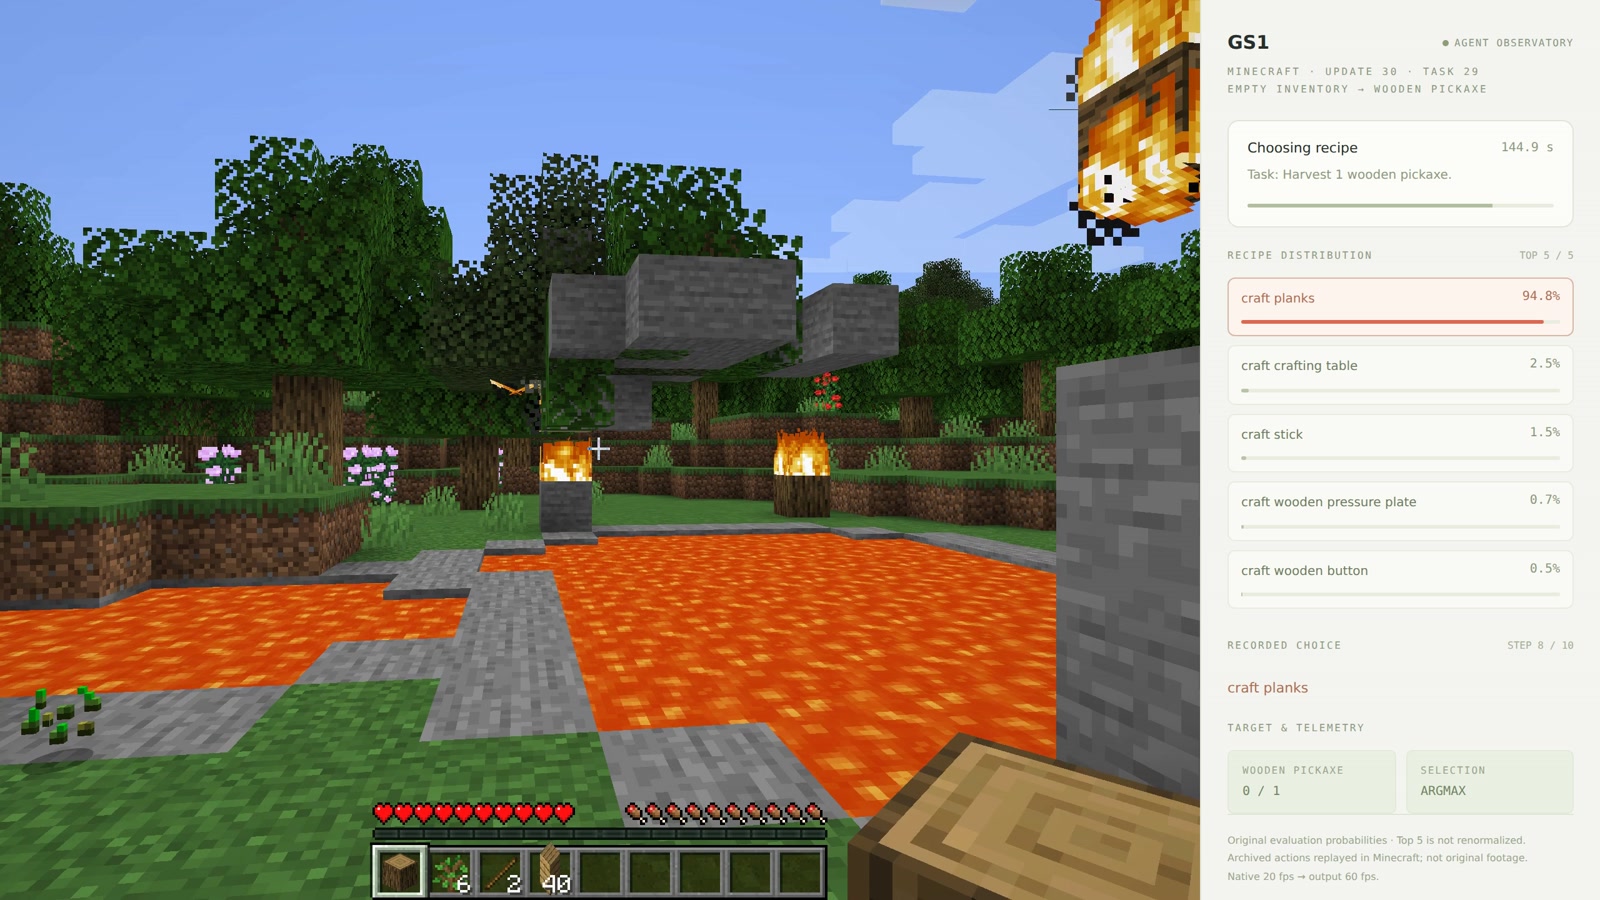 GS1
● AGENT OBSERVATORY
MINECRAFT · UPDATE 30 · TASK 29
EMPTY INVENTORY → WOODEN PICKAXE
Choosing recipe 144.9 s
Task: Harvest 1 wooden pickaxe.
RECIPE DISTRIBUTION TOP 5 / 5
craft planks 94.8%
craft crafting table 2.5%
craft stick 1.5%
craft wooden pressure plate 0.7%
craft wooden button 0.5%
RECORDED CHOICE STEP 8 / 10
craft planks
TARGET & TELEMETRY
WOODEN PICKAXE
0 / 1
SELECTION
ARGMAX
Original evaluation probabilities · Top 5 is not renormalized.
Archived actions replayed in Minecraft; not original footage.
Native 20 fps → output 60 fps.
6 2 40